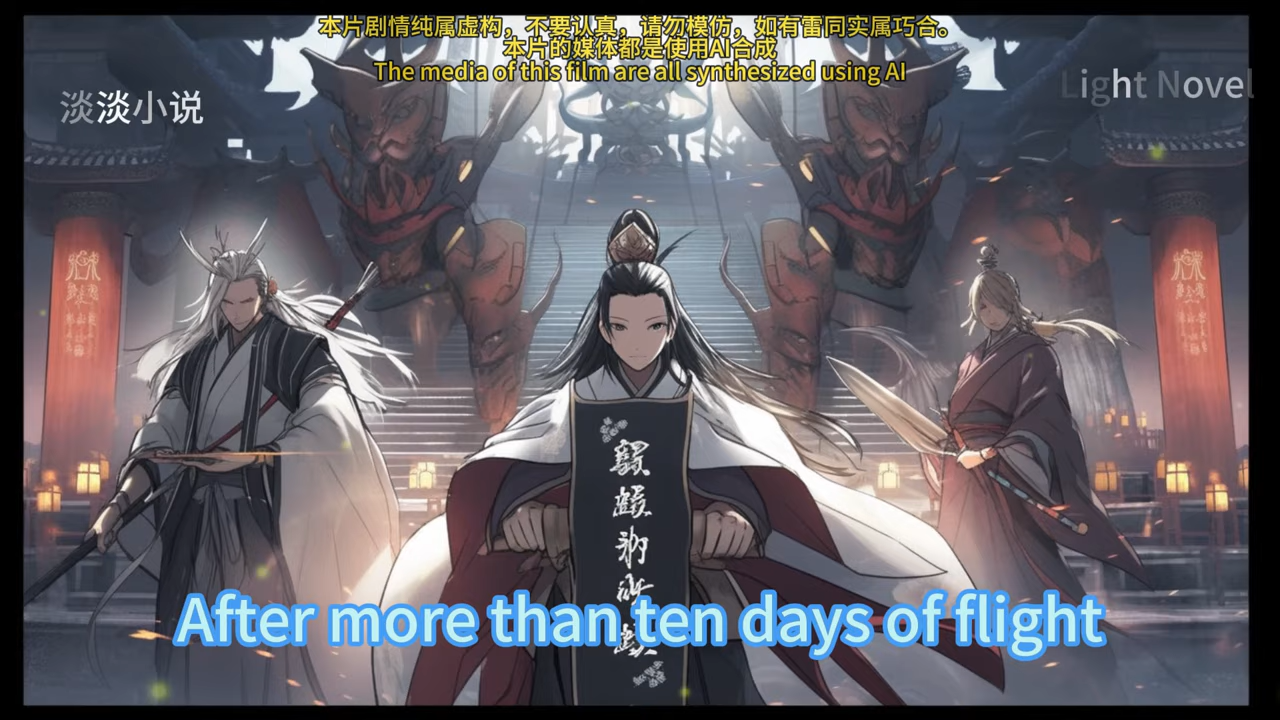 本片剧情纯属虚构，不要认真，请勿模仿，如有雷同实属巧合。
本片的媒体都是使用AI合成
The media of this film are all synthesized using AI
淡淡小说
Light Novel
After more than ten days of flight